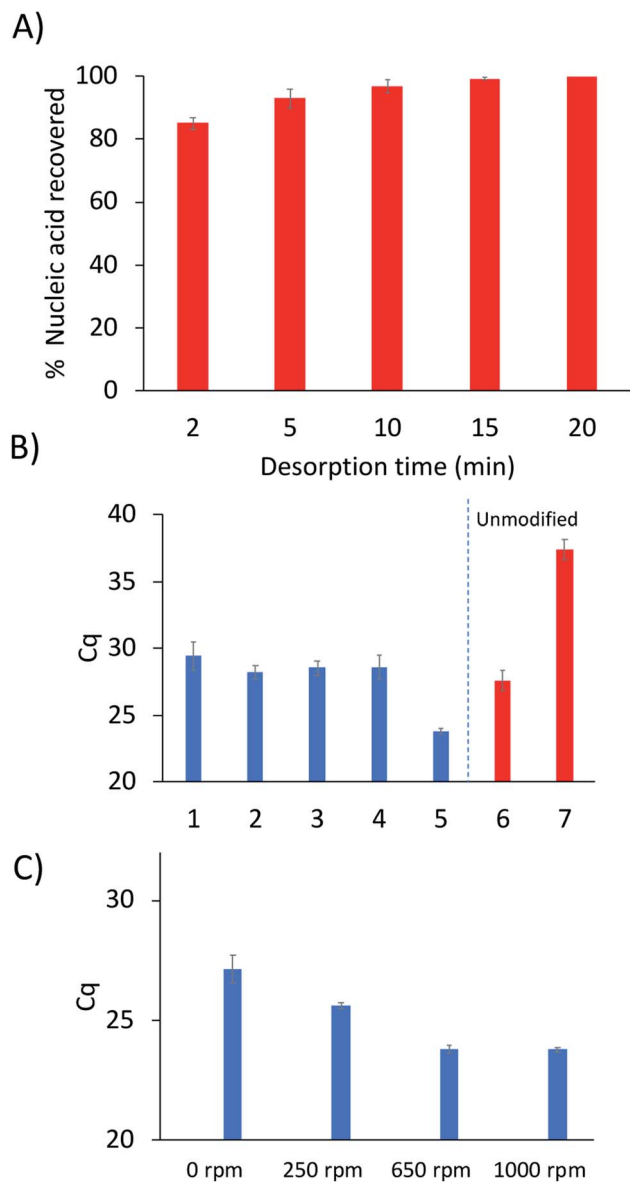 A)
100
80
60
40
20
0
% Nucleic acid recovered
2 5 10 15 20
Desorption time (min)
B)
Unmodified
40
35
30
25
20
Cq
1 2 3 4 5 6 7
C)
30
25
20
Cq
0 rpm 250 rpm 650 rpm 1000 rpm